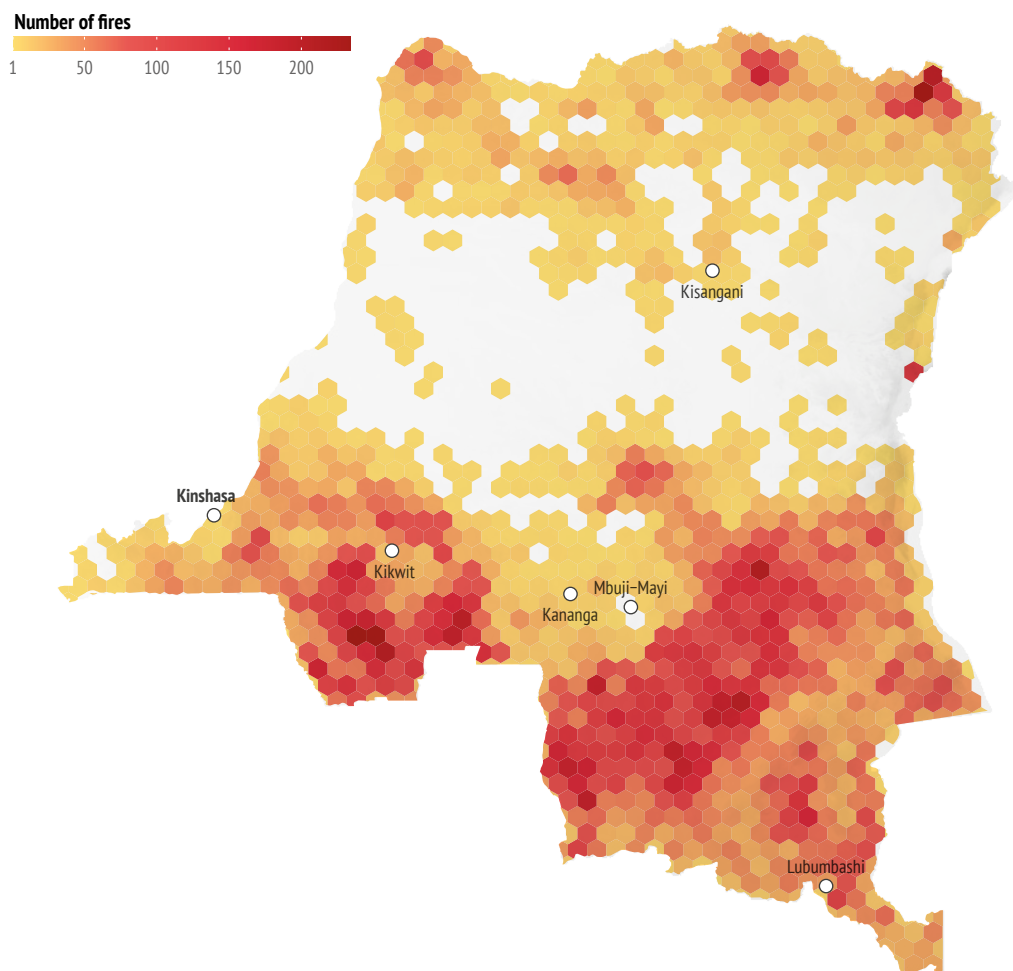 Number of fires
1 50 100 150 200
Kisangani
Kinshasa
Kikwit
Mbuji–Mayi
Kananga
Lubumbashi